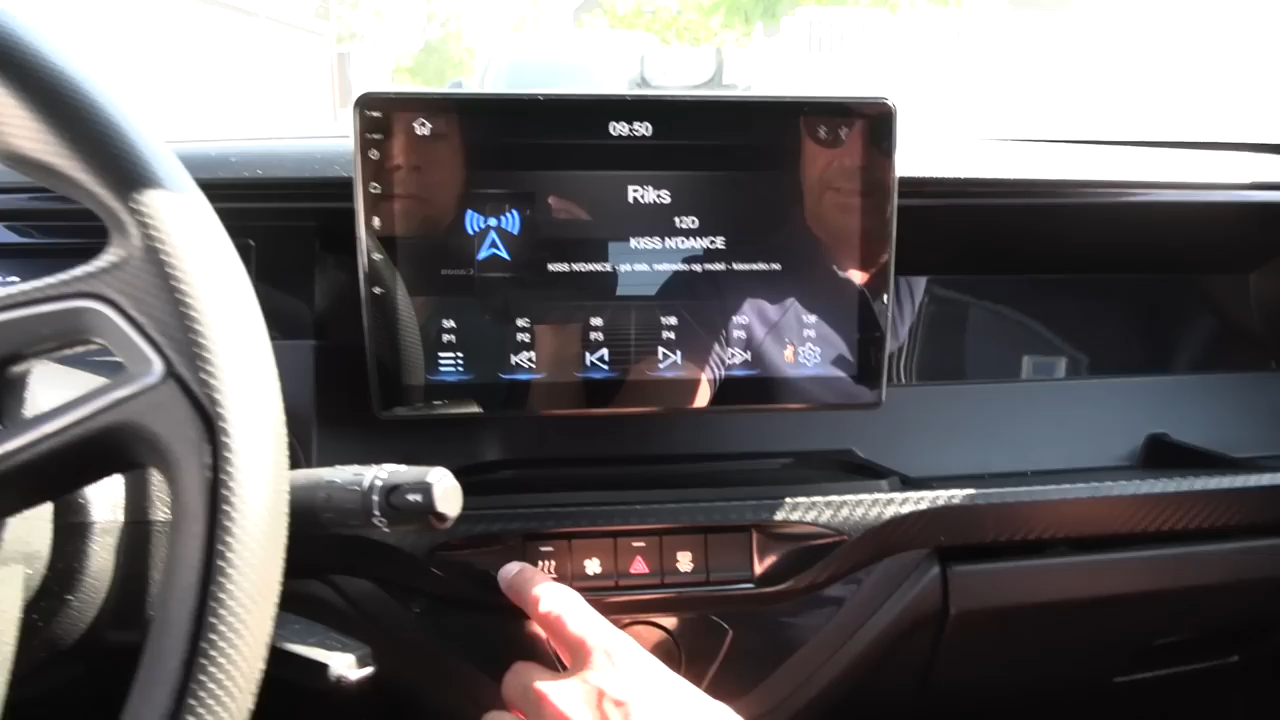 09:50
Riks
12D
KISS N'DANCE
KISS N'DANCE - på dab, nettradio og mobil - kissradio.no
5A 6C 8B 10B 11D 13F
P1 P2 P3 P4 P5 P6